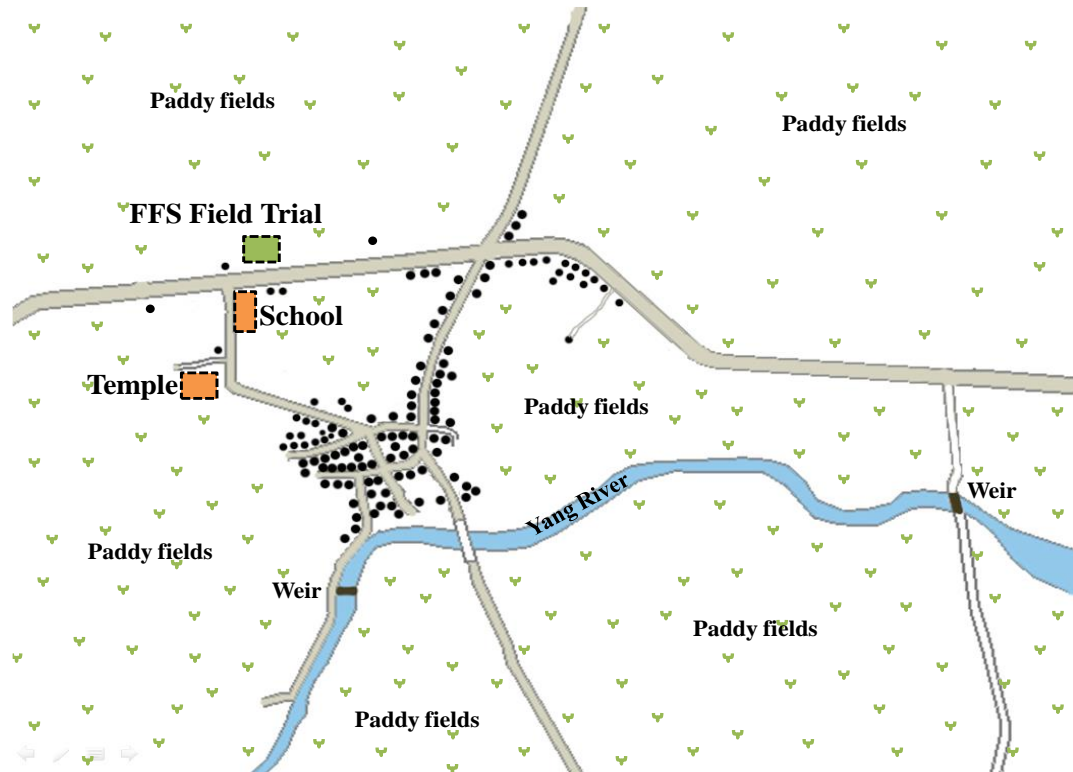 Paddy fields
Paddy fields
FFS Field Trial
School
Temple
Paddy fields
Yang River
Weir
Paddy fields
Weir
Paddy fields
Paddy fields